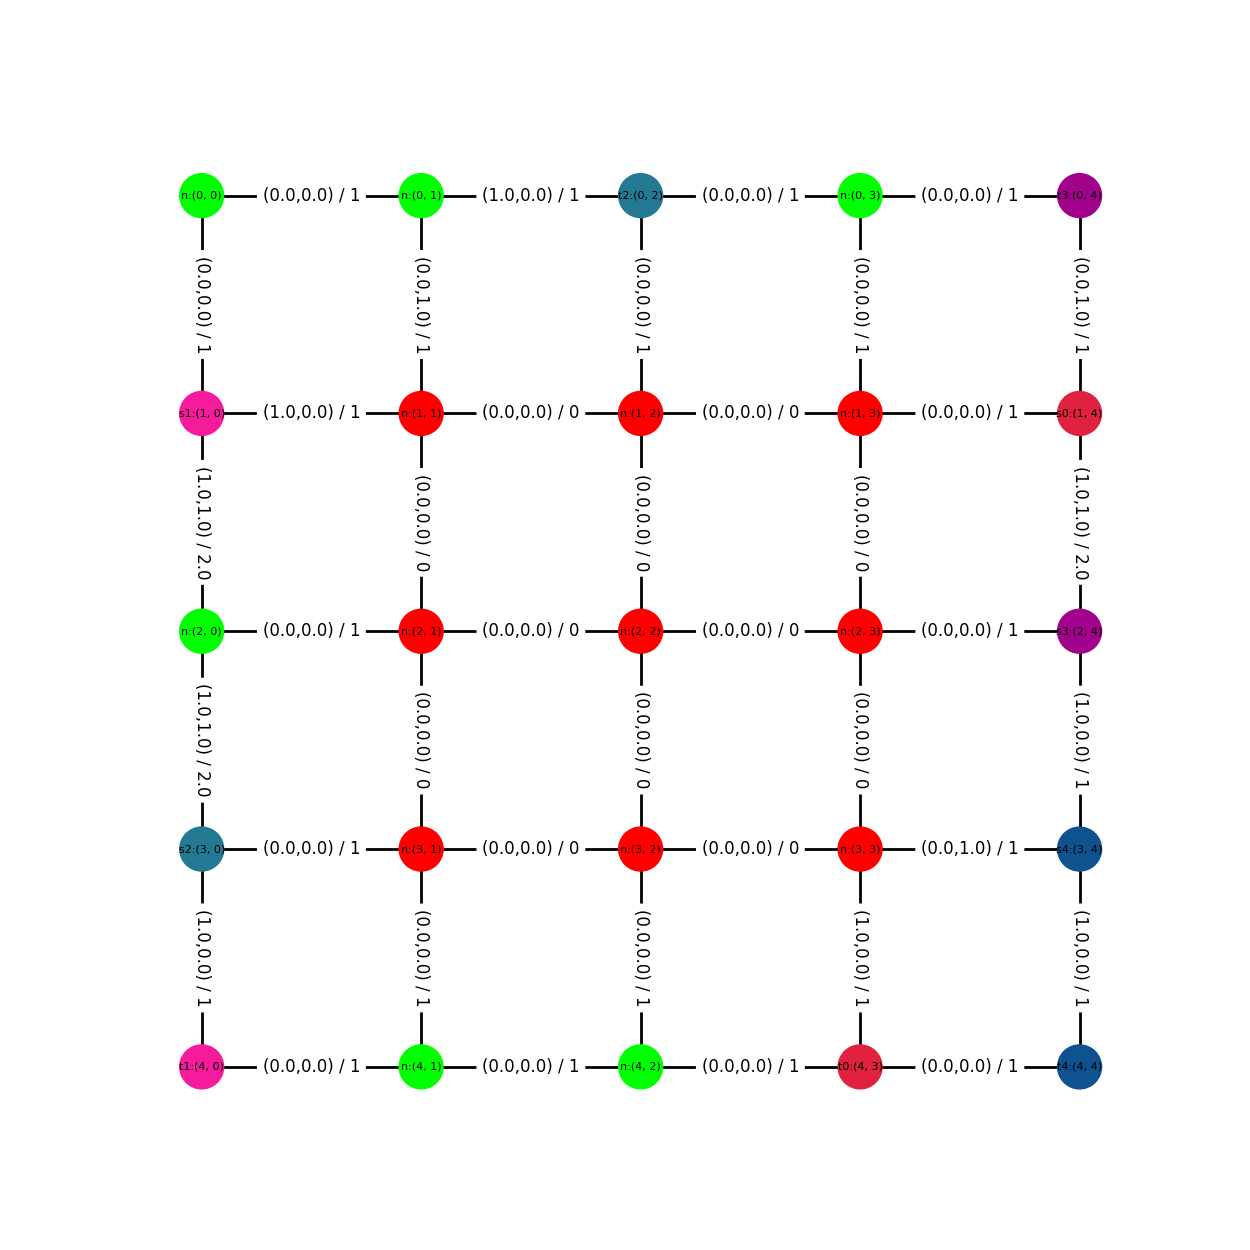 n:(0, 0) (0.0,0.0) / 1 n:(0, 1) (1.0,0.0) / 1 t2:(0, 2) (0.0,0.0) / 1 n:(0, 3) (0.0,0.0) / 1 t3:(0, 4)
(0.0,0.0) / 1 (0.0,1.0) / 1 (0.0,0.0) / 1 (0.0,0.0) / 1 (0.0,1.0) / 1
s1:(1, 0) (1.0,0.0) / 1 n:(1, 1) (0.0,0.0) / 0 n:(1, 2) (0.0,0.0) / 0 n:(1, 3) (0.0,0.0) / 1 s0:(1, 4)
(1.0,1.0) / 2.0 (0.0,0.0) / 0 (0.0,0.0) / 0 (0.0,0.0) / 0 (1.0,1.0) / 2.0
n:(2, 0) (0.0,0.0) / 1 n:(2, 1) (0.0,0.0) / 0 n:(2, 2) (0.0,0.0) / 0 n:(2, 3) (0.0,0.0) / 1 s3:(2, 4)
(1.0,1.0) / 2.0 (0.0,0.0) / 0 (0.0,0.0) / 0 (0.0,0.0) / 0 (1.0,0.0) / 1
s2:(3, 0) (0.0,0.0) / 1 n:(3, 1) (0.0,0.0) / 0 n:(3, 2) (0.0,0.0) / 0 n:(3, 3) (0.0,1.0) / 1 s4:(3, 4)
(1.0,0.0) / 1 (0.0,0.0) / 1 (0.0,0.0) / 1 (1.0,0.0) / 1 (1.0,0.0) / 1
t1:(4, 0) (0.0,0.0) / 1 n:(4, 1) (0.0,0.0) / 1 n:(4, 2) (0.0,0.0) / 1 t0:(4, 3) (0.0,0.0) / 1 t4:(4, 4)